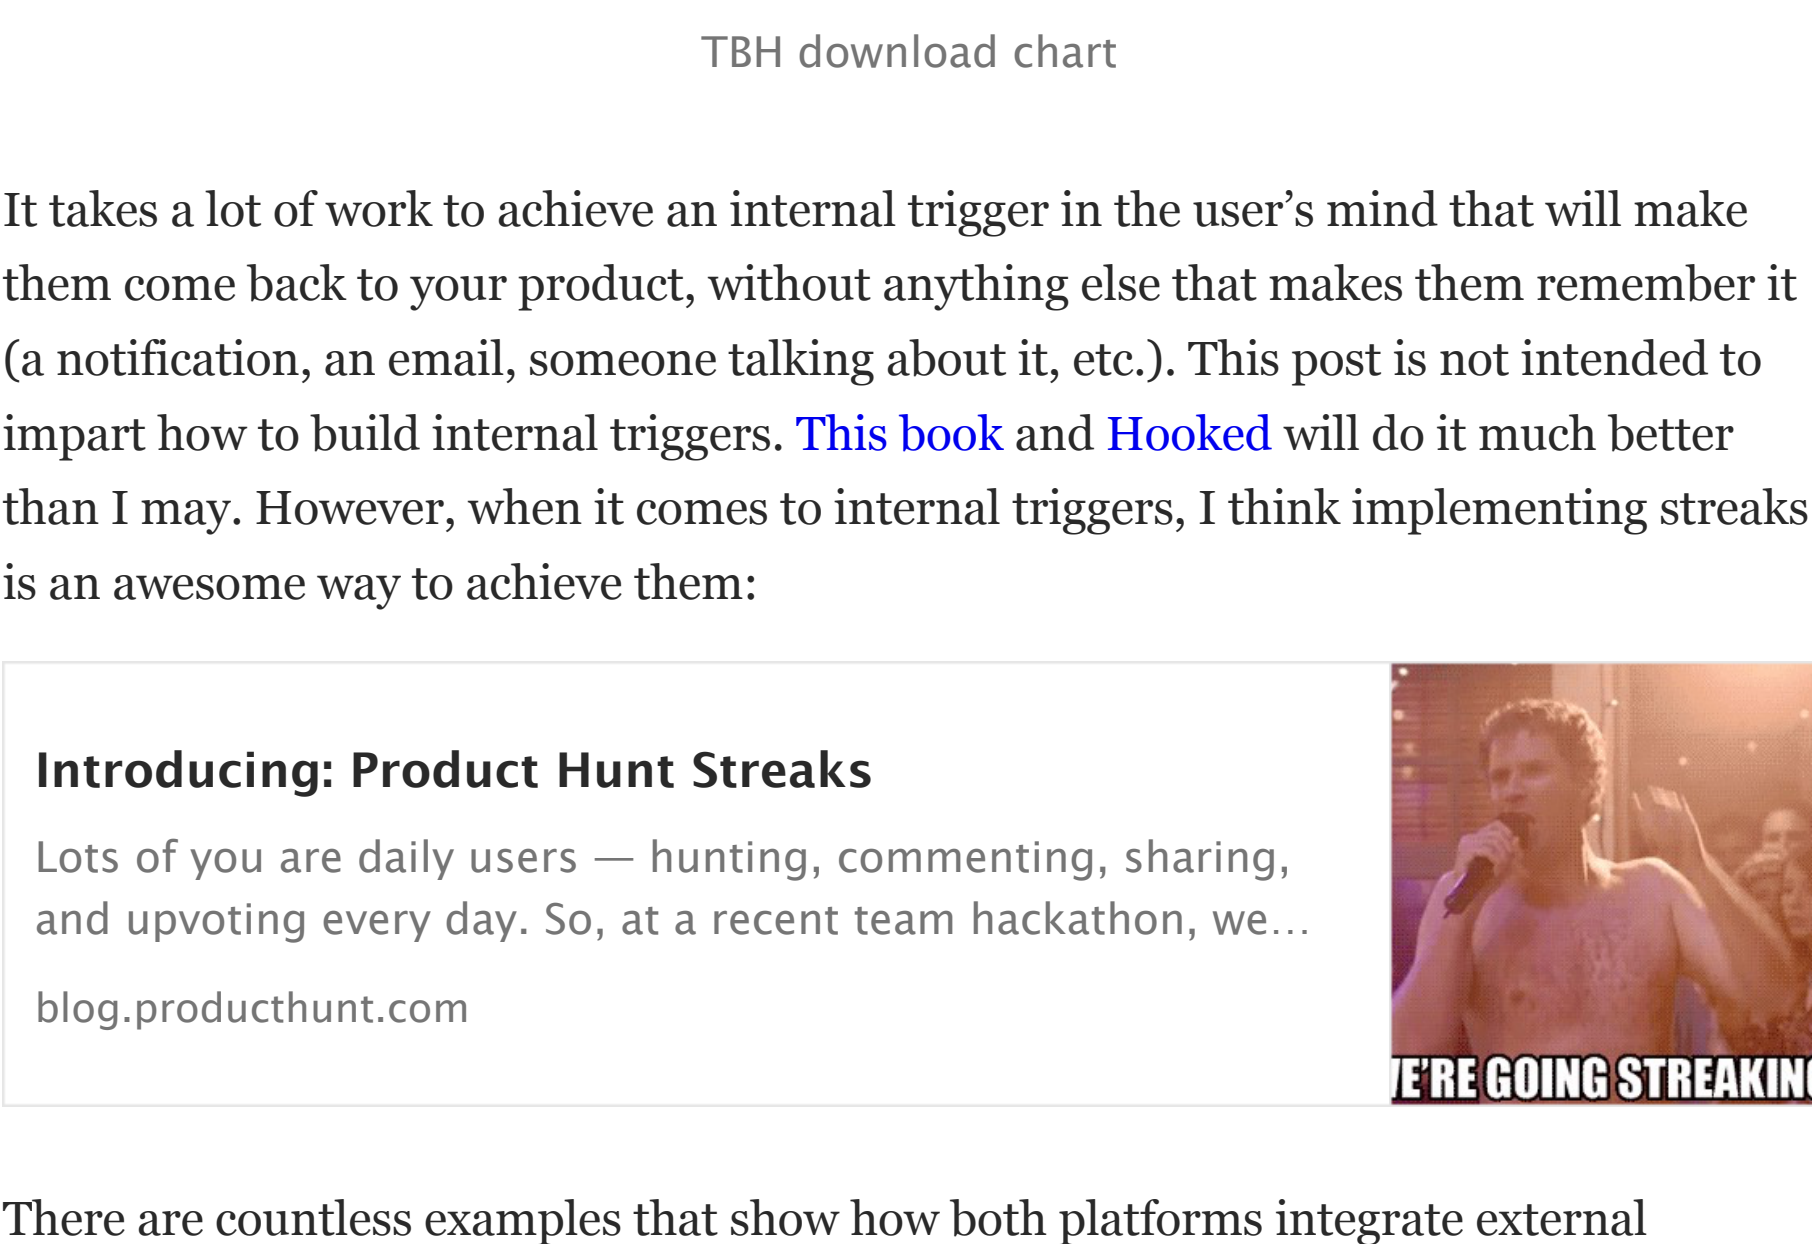 TBH download chart
It takes a lot of work to achieve an internal trigger in the user’s mind that will make
them come back to your product, without anything else that makes them remember it
(a notification, an email, someone talking about it, etc.). This post is not intended to
impart how to build internal triggers. This book and Hooked will do it much better
than I may. However, when it comes to internal triggers, I think implementing streaks
is an awesome way to achieve them:
Introducing: Product Hunt Streaks
Lots of you are daily users — hunting, commenting, sharing,
and upvoting every day. So, at a recent team hackathon, we…
blog.producthunt.com
E'RE GOING STREAKIN
There are countless examples that show how both platforms integrate external